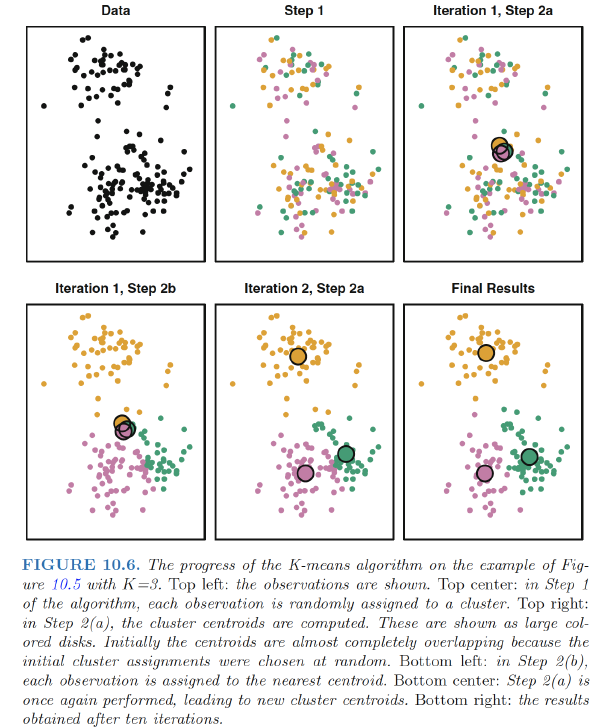 Data
Step 1
Iteration 1, Step 2a
Iteration 1, Step 2b
Iteration 2, Step 2a
Final Results
FIGURE 10.6. The progress of the K-means algorithm on the example of Fig-
ure 10.5 with K=3. Top left: the observations are shown. Top center: in Step 1
of the algorithm, each observation is randomly assigned to a cluster. Top right:
in Step 2(a), the cluster centroids are computed. These are shown as large col-
ored disks. Initially the centroids are almost completely overlapping because the
initial cluster assignments were chosen at random. Bottom left: in Step 2(b),
each observation is assigned to the nearest centroid. Bottom center: Step 2(a) is
once again performed, leading to new cluster centroids. Bottom right: the results
obtained after ten iterations.